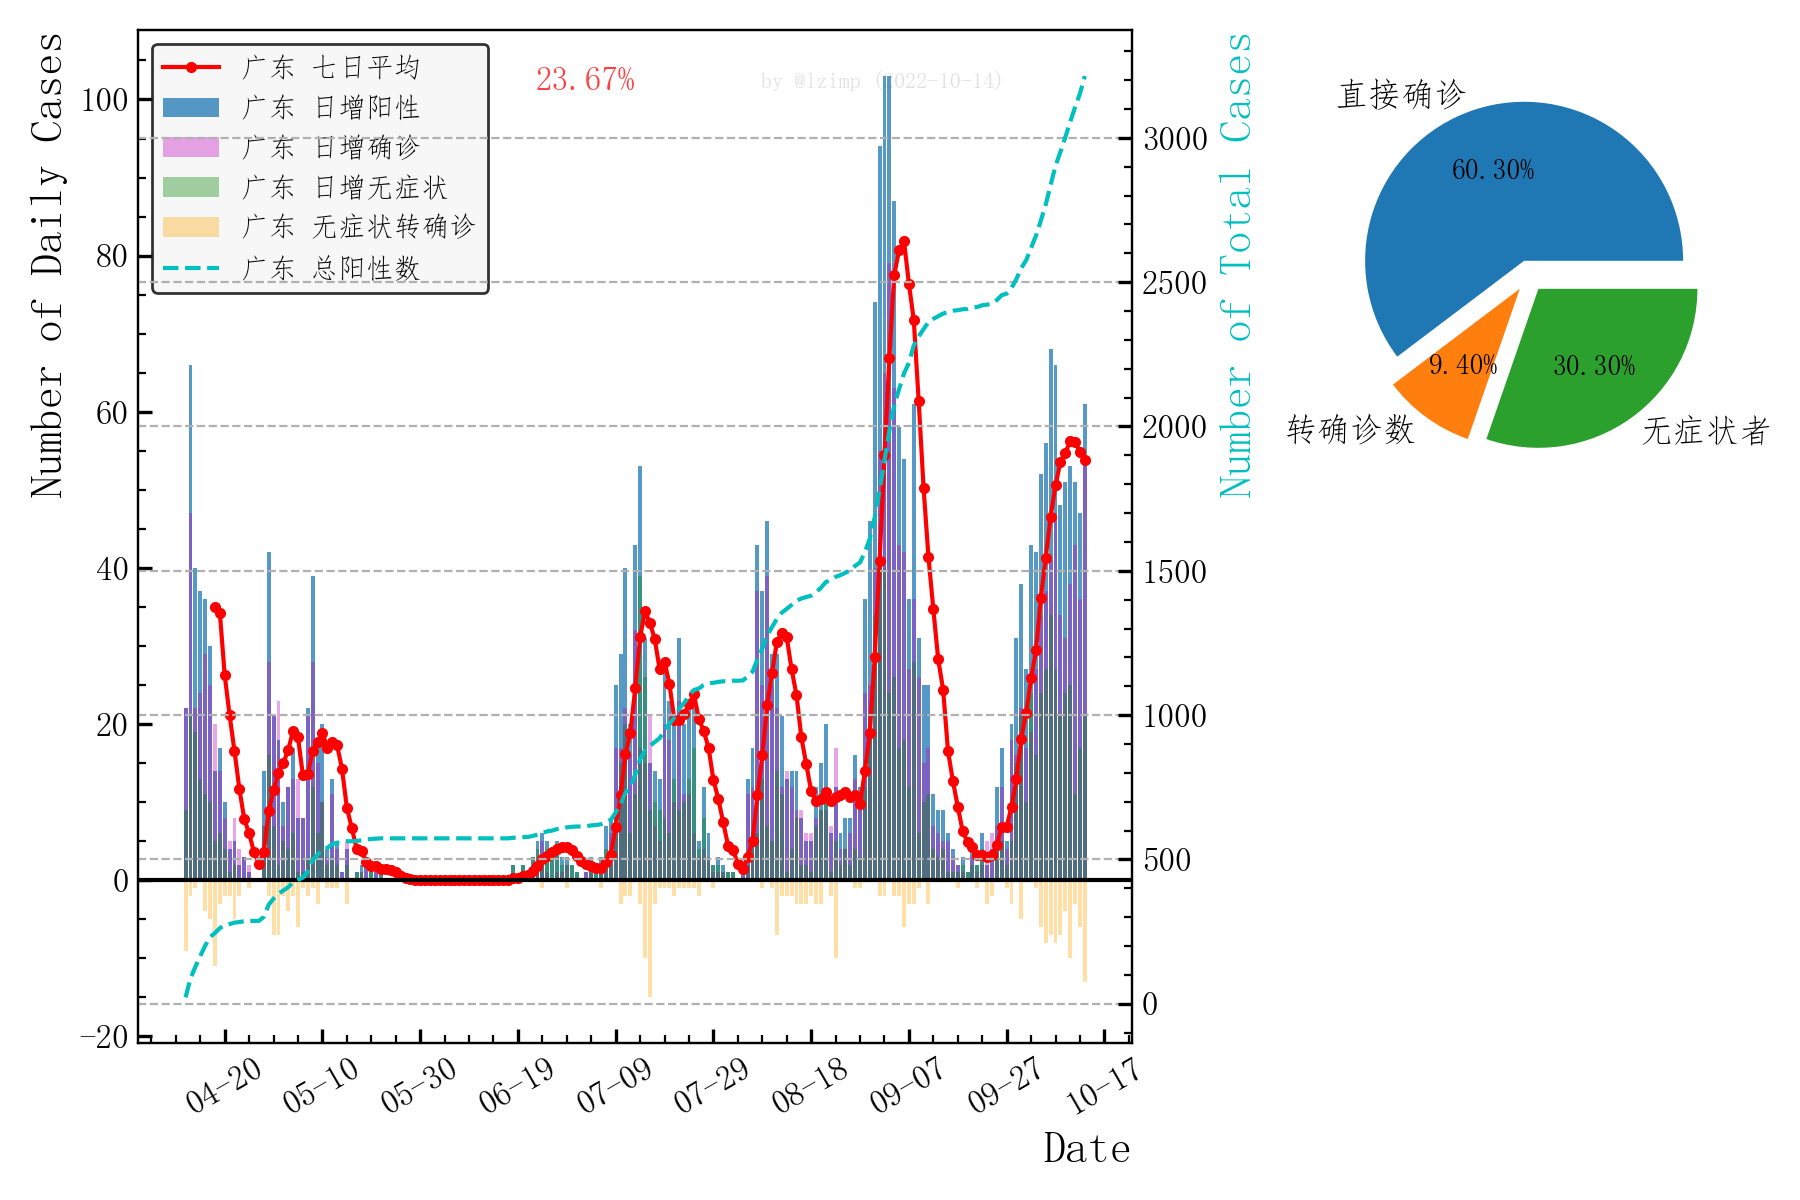 Number of Daily Cases
100
80
60
40
20
0
−20
广东 七日平均
广东 日增阳性
广东 日增确诊
广东 日增无症状
广东 无症状转确诊
广东 总阳性数
23.67%
by @lzimp (2022-10-14)
3000
2500
2000
1500
1000
500
0
Number of Total Cases
04−20
05−10
05−30
06−19
07−09
07−29
08−18
09−07
09−27
10−17
Date
直接确诊
60.30%
9.40%
30.30%
转确诊数
无症状者